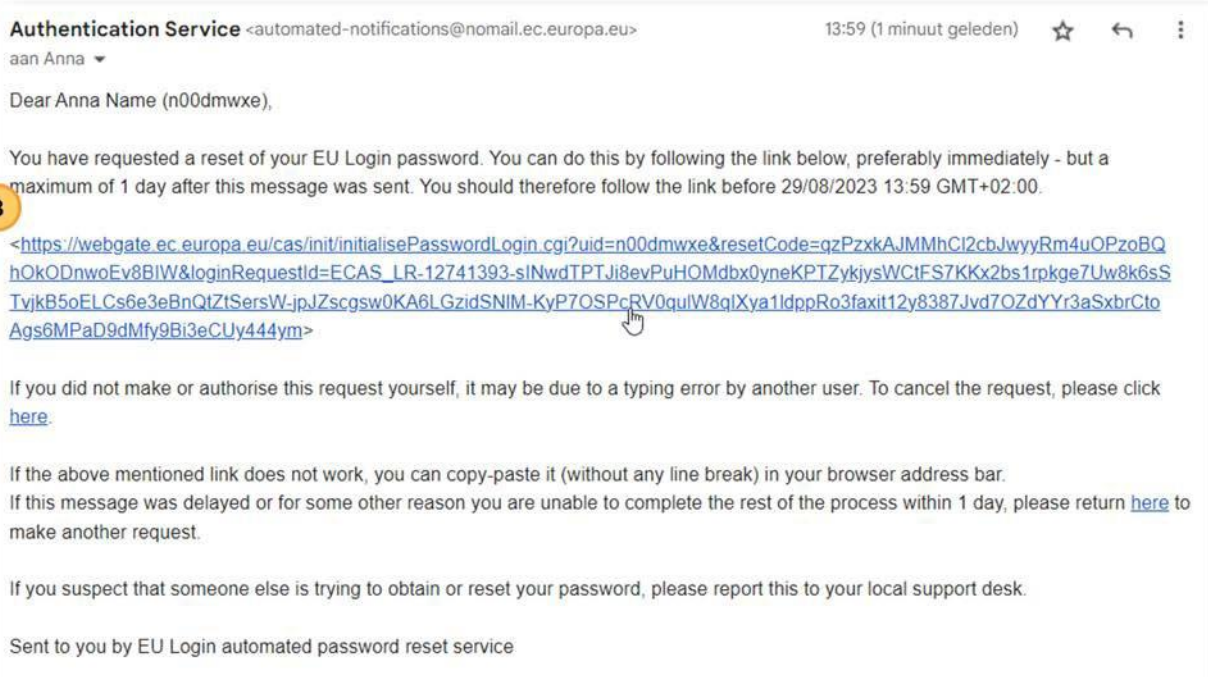 Authentication Service <automated-notifications@nomail.ec.europa.eu> 13:59 (1 minuut geleden)
aan Anna
Dear Anna Name (n00dmwxe),
You have requested a reset of your EU Login password. You can do this by following the link below, preferably immediately - but a
maximum of 1 day after this message was sent. You should therefore follow the link before 29/08/2023 13:59 GMT+02:00.
<https://webgate.ec.europa.eu/cas/init/initialisePasswordLogin.cgi?uid=n00dmwxe&resetCode=qzPzxkAJMMhCl2cbJwyyRm4uOPzoBQ
hOkODnwoEv8BIW&loginRequestId=ECAS_LR-12741393-sINwdTPTJi8evPuHOMdbx0yneKPTZykjysWCtFS7KKx2bs1rpkge7Uw8k6sS
TvjkB5oELCs6e3eBnQtZtSersW-jpJZscgsw0KA6LGzidSNIM-KyP7OSPcRV0qulW8qlXya1ldppRo3faxit12y8387Jvd7OZdYYr3aSxbrCto
Ags6MPaD9dMfy9Bi3eCUy444ym>
If you did not make or authorise this request yourself, it may be due to a typing error by another user. To cancel the request, please click
here.
If the above mentioned link does not work, you can copy-paste it (without any line break) in your browser address bar.
If this message was delayed or for some other reason you are unable to complete the rest of the process within 1 day, please return here to
make another request.
If you suspect that someone else is trying to obtain or reset your password, please report this to your local support desk.
Sent to you by EU Login automated password reset service